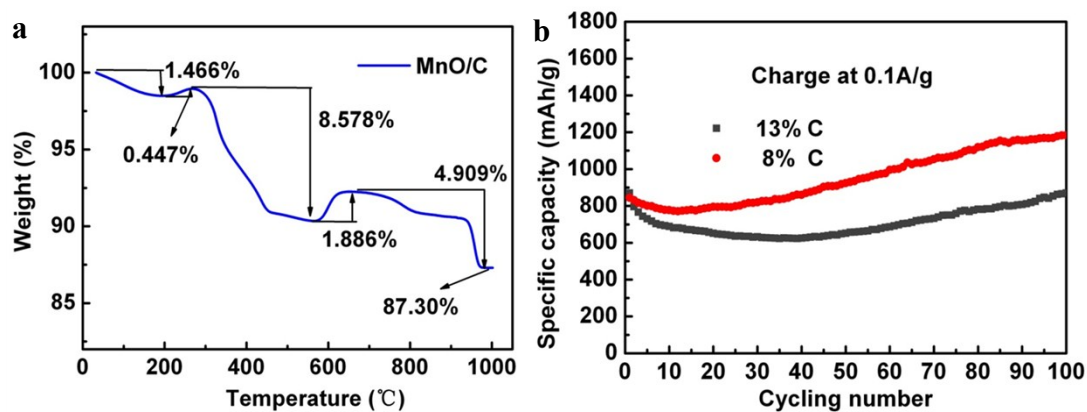 a
MnO/C
1.466%
0.447%
8.578%
4.909%
1.886%
87.30%
100
95
90
85
Weight (%)
0 200 400 600 800 1000
Temperature (℃)
b
Charge at 0.1A/g
13% C
8% C
1800
1600
1400
1200
1000
800
600
400
200
0
Specific capacity (mAh/g)
0 10 20 30 40 50 60 70 80 90 100
Cycling number